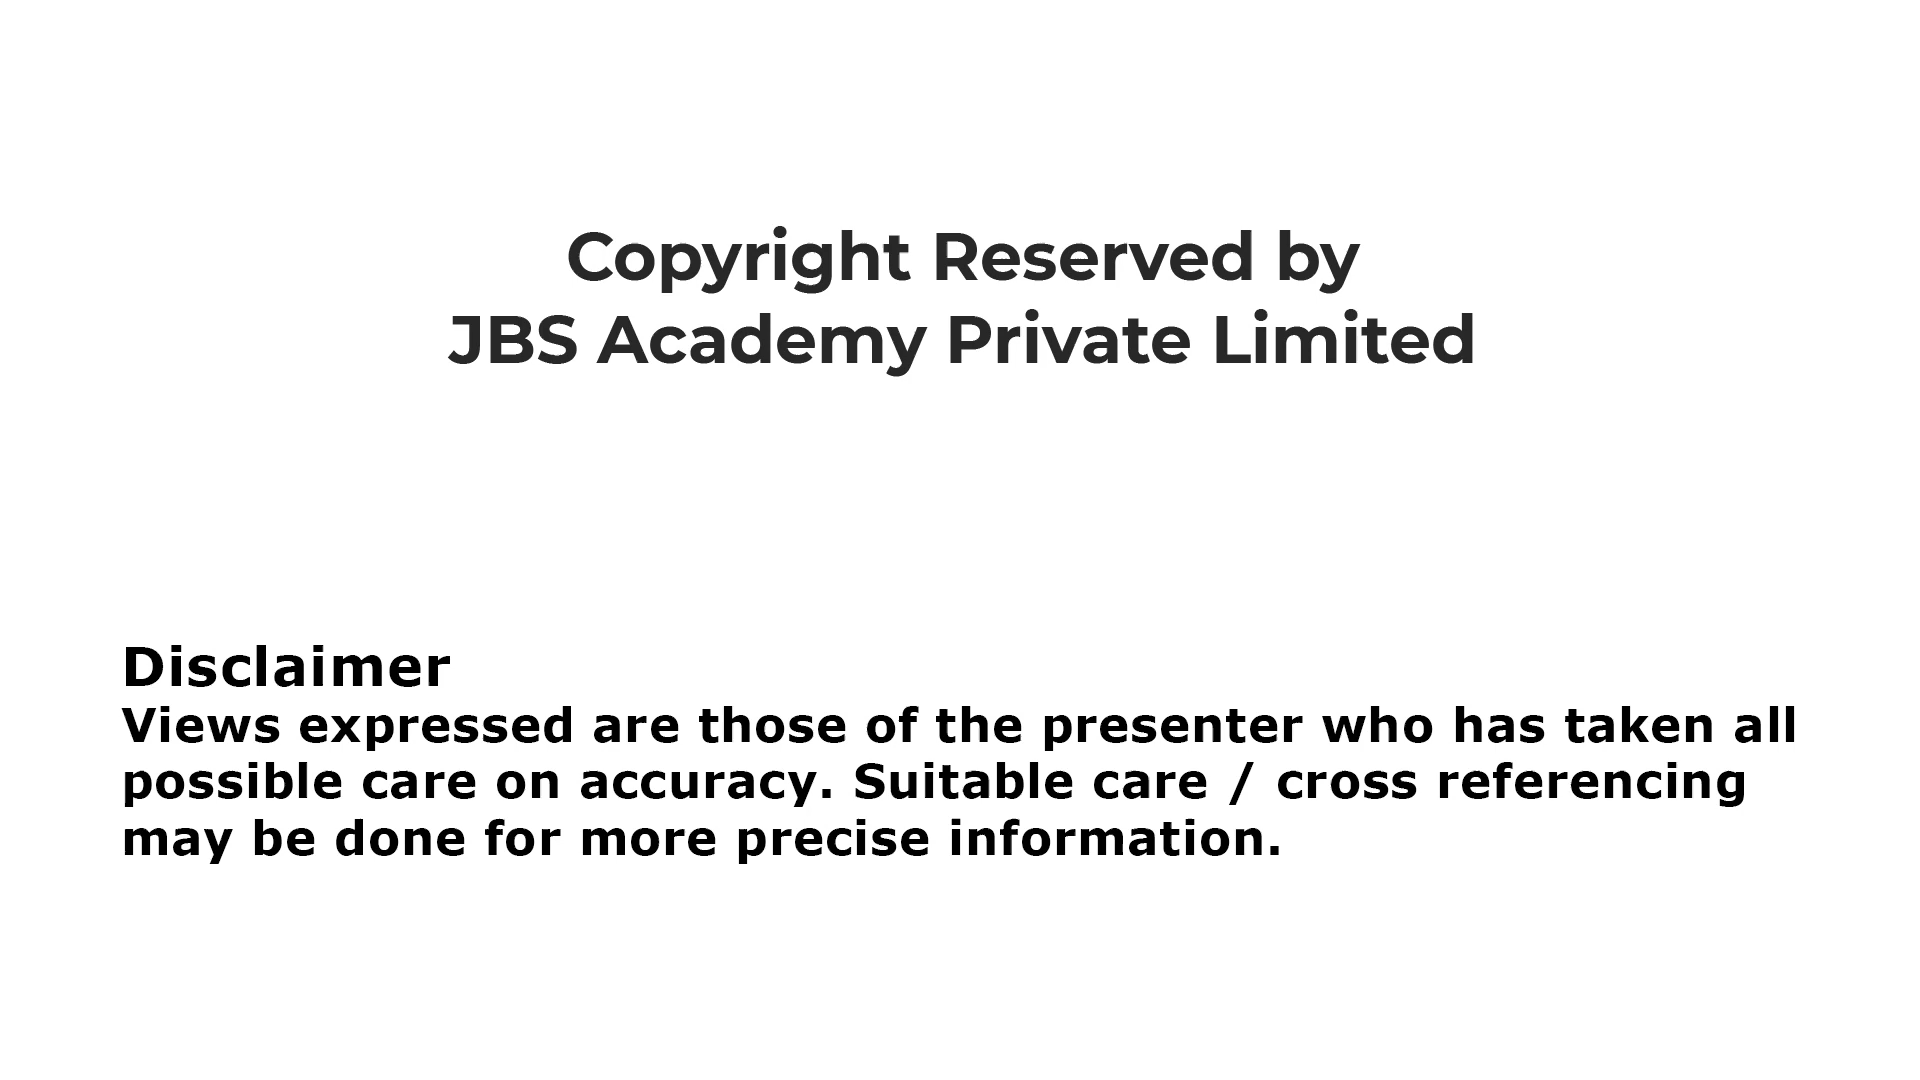 Copyright Reserved by
JBS Academy Private Limited
Disclaimer
Views expressed are those of the presenter who has taken all
possible care on accuracy. Suitable care / cross referencing
may be done for more precise information.